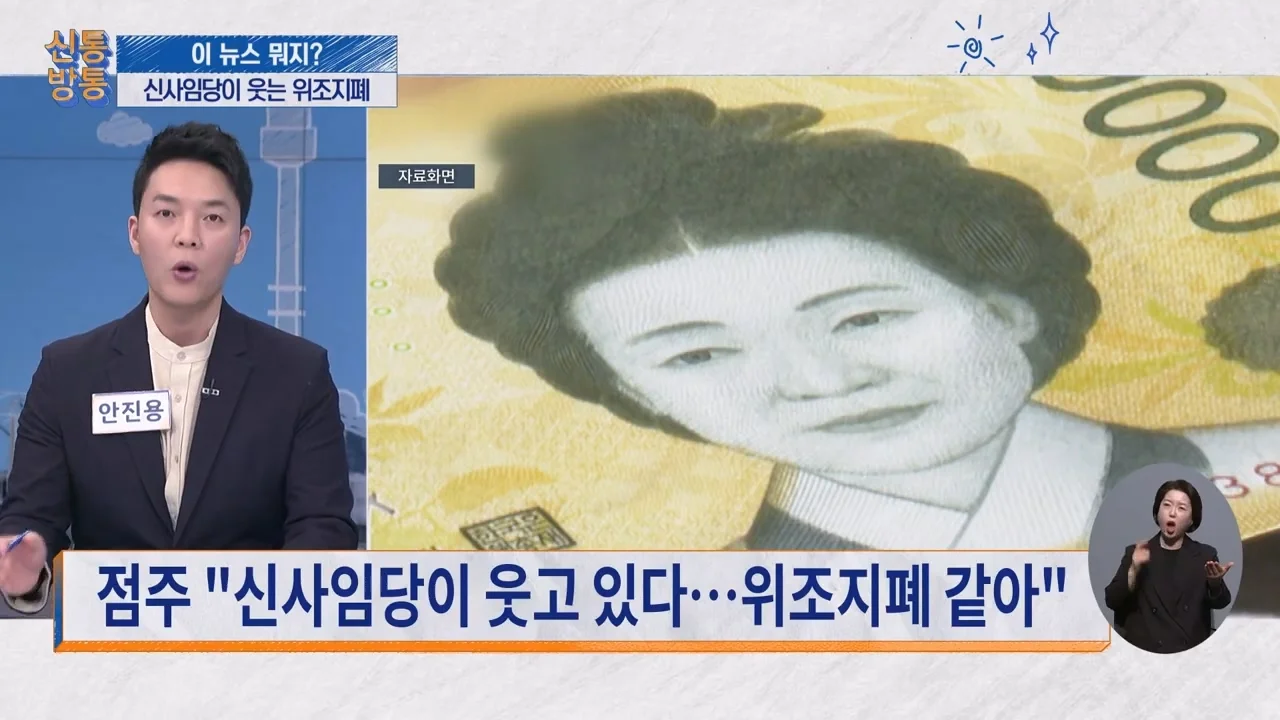 신통
방통
이 뉴스 뭐지?
신사임당이 웃는 위조지폐
자료화면
000
안진용
38
점주 "신사임당이 웃고 있다…위조지폐 같아"